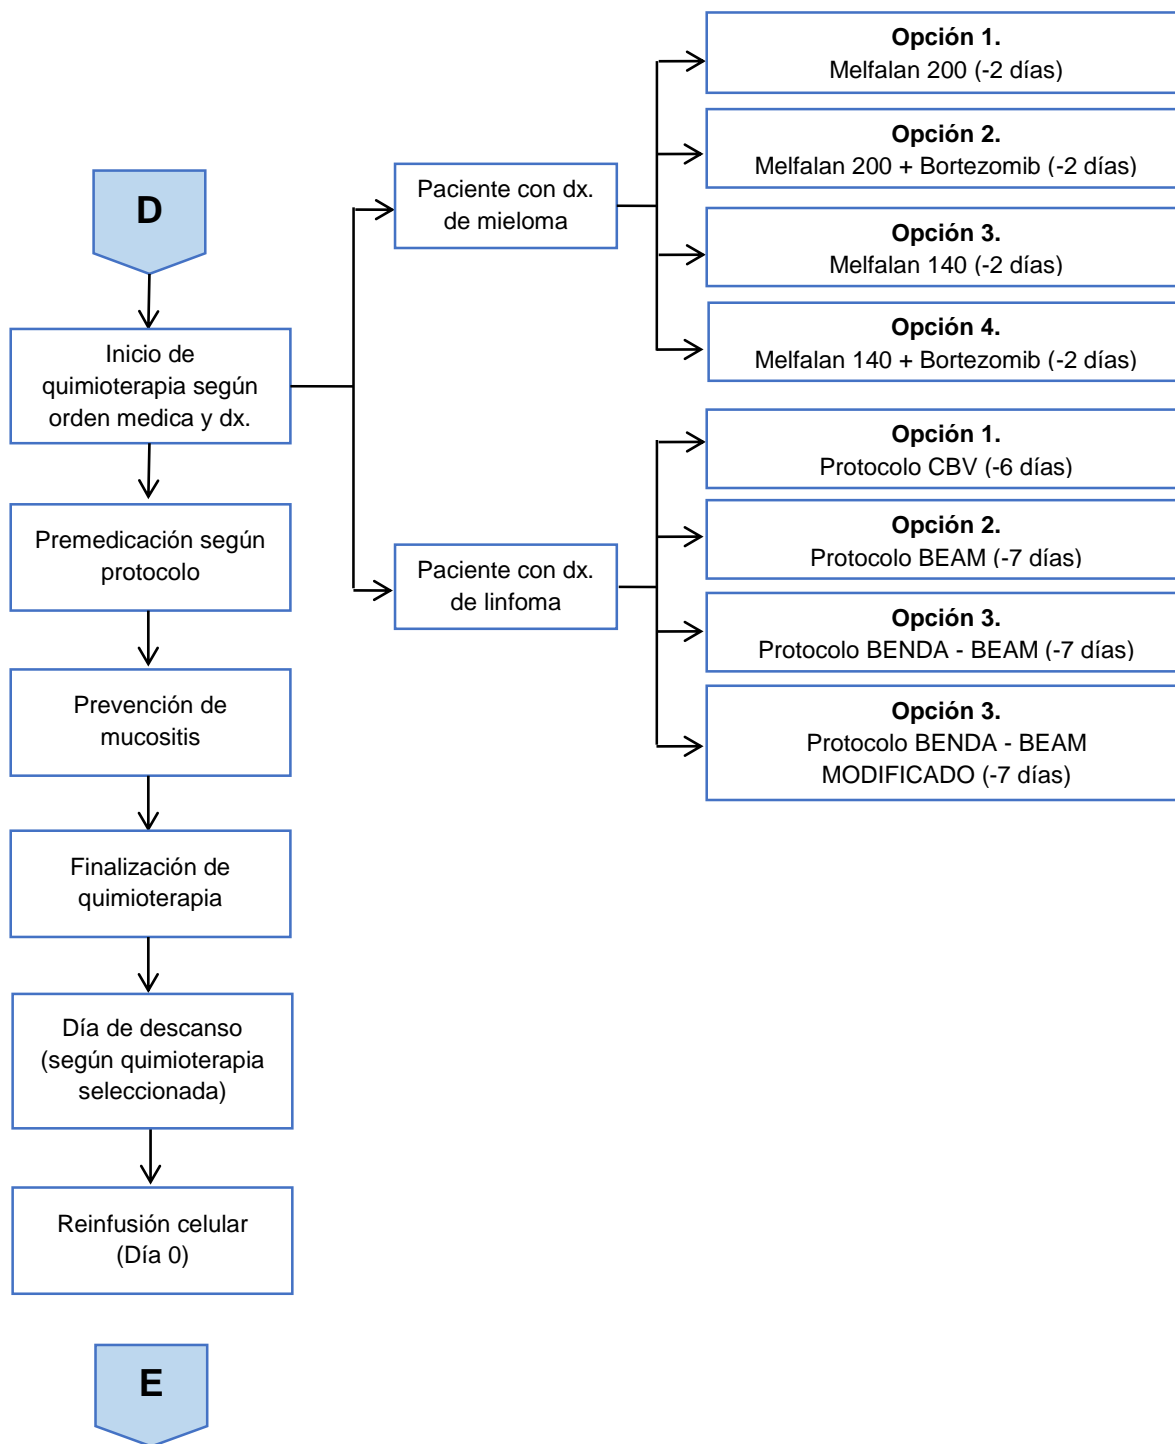 D
Inicio de
quimioterapia según
orden medica y dx.
Premedicación según
protocolo
Prevención de
mucositis
Finalización de
quimioterapia
Día de descanso
(según quimioterapia
seleccionada)
Reinfusión celular
(Día 0)
E
Paciente con dx.
de mieloma
Opción 1.
Melfalan 200 (-2 días)
Opción 2.
Melfalan 200 + Bortezomib (-2 días)
Opción 3.
Melfalan 140 (-2 días)
Opción 4.
Melfalan 140 + Bortezomib (-2 días)
Paciente con dx.
de linfoma
Opción 1.
Protocolo CBV (-6 días)
Opción 2.
Protocolo BEAM (-7 días)
Opción 3.
Protocolo BENDA - BEAM (-7 días)
Opción 3.
Protocolo BENDA - BEAM
MODIFICADO (-7 días)